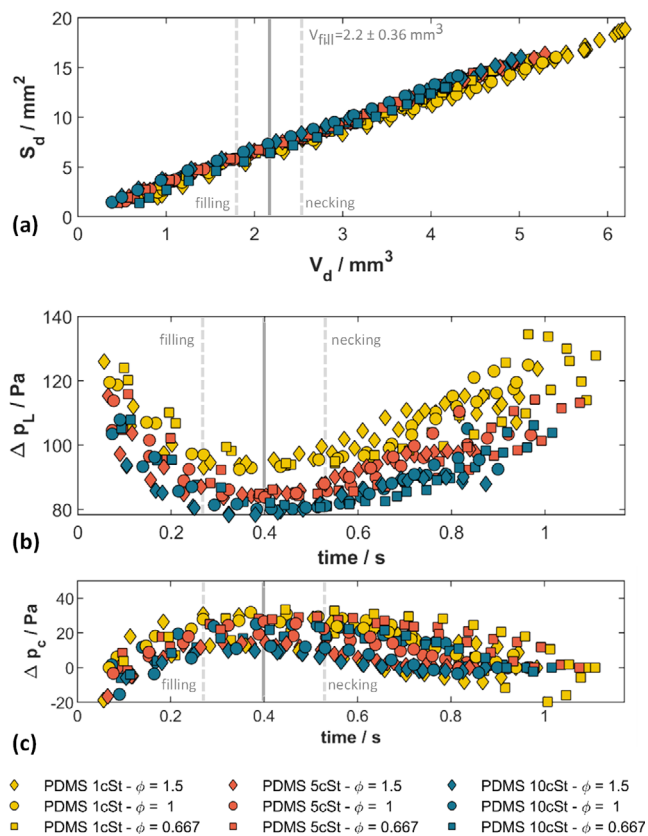 20
V_fill=2.2 ± 0.36 mm³
15
10
5
0
filling
necking
S_d / mm²
0 1 2 3 4 5 6
(a)
V_d / mm³
140
filling
necking
120
100
80
Δ p_L / Pa
0 0.2 0.4 0.6 0.8 1
(b)
time / s
40
20
0
-20
filling
necking
Δ p_c / Pa
0 0.2 0.4 0.6 0.8 1
(c)
time / s
PDMS 1cSt - ϕ = 1.5 PDMS 5cSt - ϕ = 1.5 PDMS 10cSt - ϕ = 1.5
PDMS 1cSt - ϕ = 1 PDMS 5cSt - ϕ = 1 PDMS 10cSt - ϕ = 1
PDMS 1cSt - ϕ = 0.667 PDMS 5cSt - ϕ = 0.667 PDMS 10cSt - ϕ = 0.667